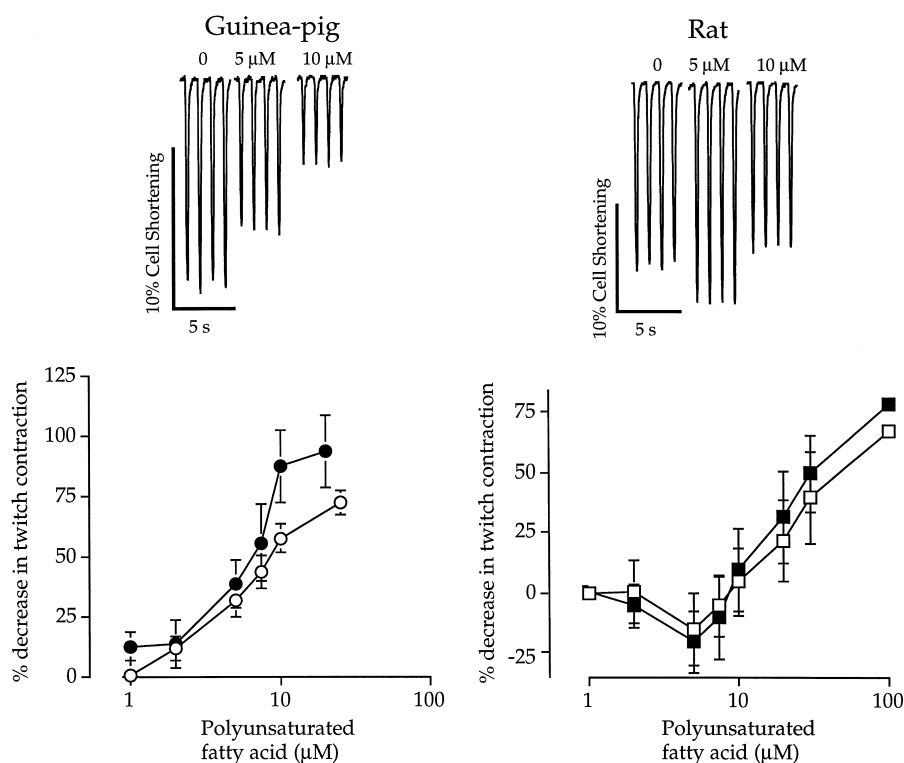 Guinea-pig
0 5 μM 10 μM
10% Cell Shortening
5 s
Rat
0 5 μM 10 μM
10% Cell Shortening
5 s
% decrease in twitch contraction
125
100
75
50
25
0
1 10 100
Polyunsaturated
fatty acid (μM)
% decrease in twitch contraction
75
50
25
0
-25
1 10 100
Polyunsaturated
fatty acid (μM)